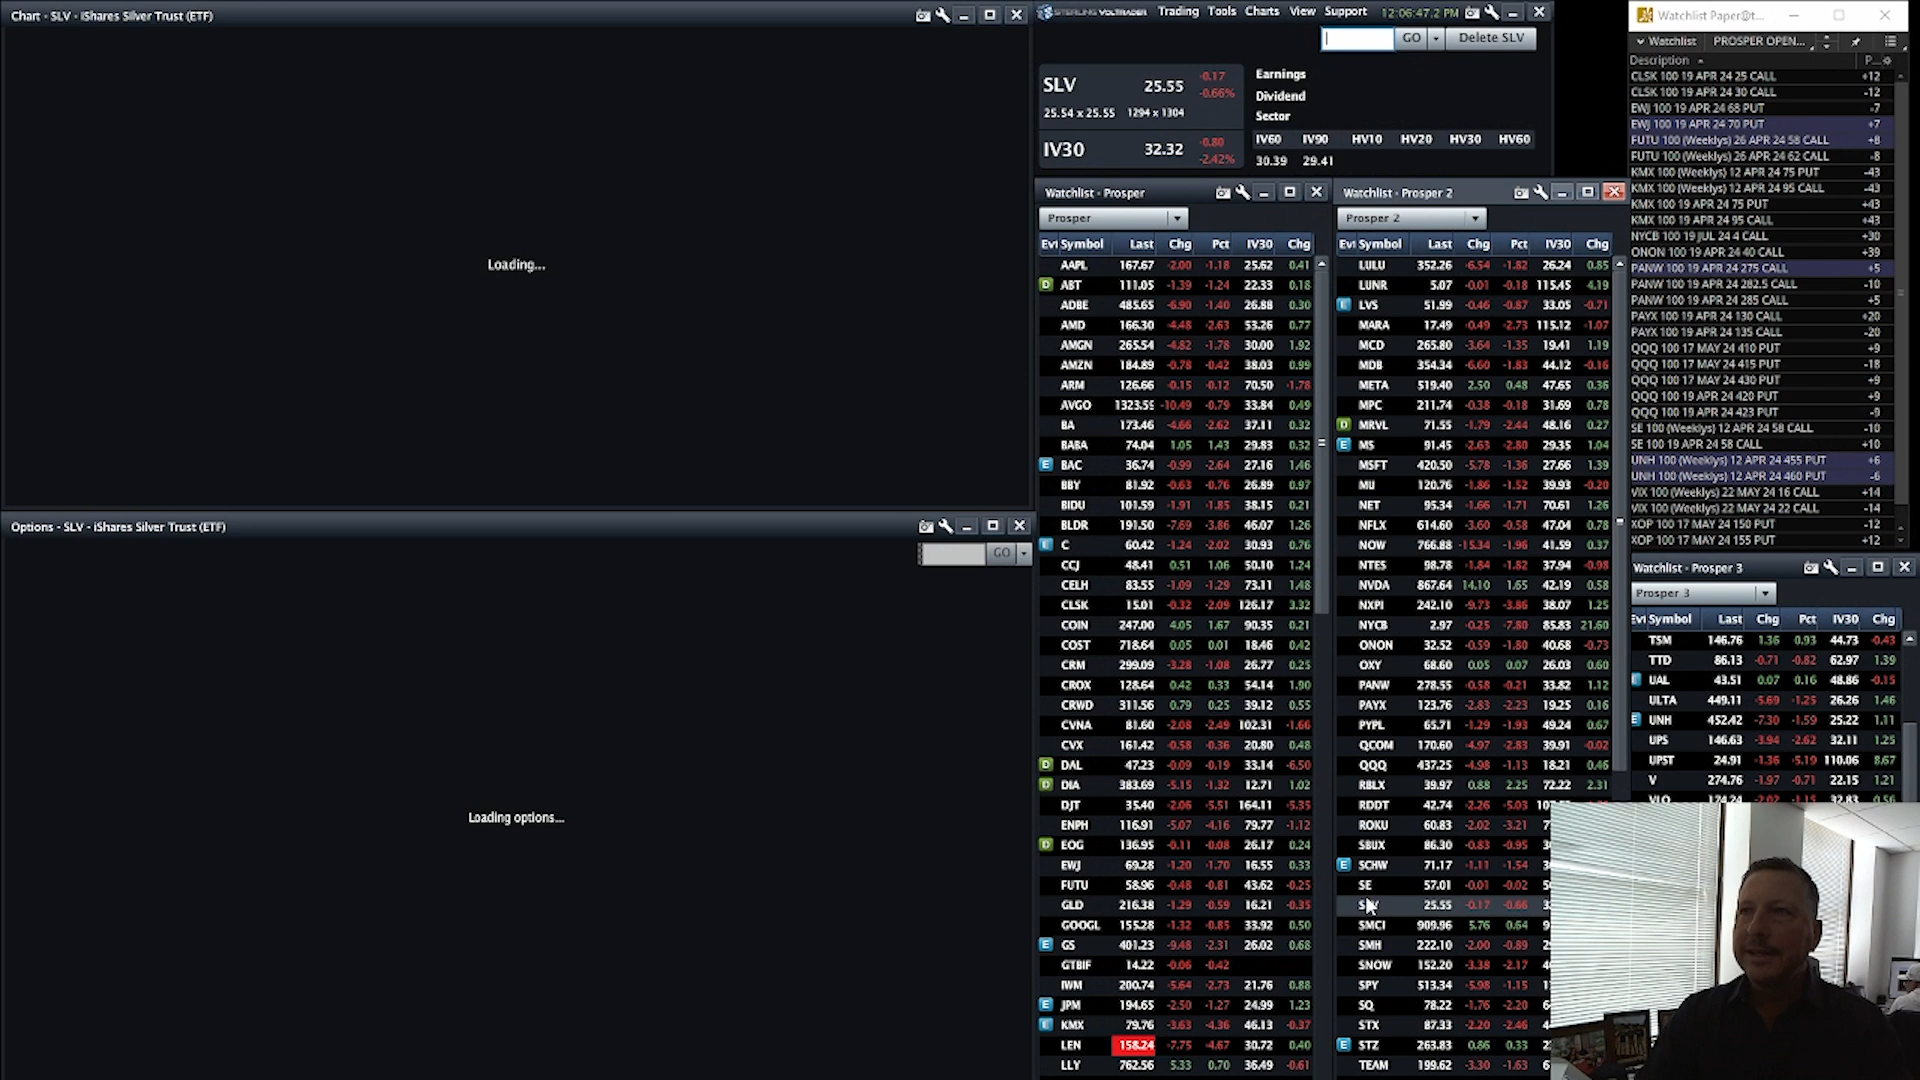 Chart - SLV - iShares Silver Trust (ETF)
Loading...
Options - SLV - iShares Silver Trust (ETF)
GO
Loading options...
STERLING VOLTRADER Trading Tools Charts View Support 12:06:47.2 PM
GO Delete SLV
SLV 25.55 -0.17 -0.66%
25.54 x 25.55 1294 x 1304
IV30 32.32 -0.80 -2.42%
Earnings
Dividend
Sector
IV60 IV90 HV10 HV20 HV30 HV60
30.39 29.41
Watchlist - Prosper
Prosper
Evt Symbol Last Chg Pct IV30 Chg
AAPL 167.67 -2.00 -1.18 25.62 0.41
D ABT 111.05 -1.39 -1.24 22.33 0.18
ADBE 485.65 -6.90 -1.40 26.88 0.30
AMD 166.30 -4.48 -2.63 53.26 0.77
AMGN 265.54 -4.82 -1.78 30.00 1.92
AMZN 184.89 -0.78 -0.42 38.03 0.99
ARM 126.66 -0.15 -0.12 70.50 -1.78
AVGO 1323.59 -10.49 -0.79 33.84 0.49
BA 173.46 -4.66 -2.62 37.11 0.32
BABA 74.04 1.05 1.43 29.83 0.32
E BAC 36.74 -0.99 -2.64 27.16 1.46
BBY 81.92 -0.63 -0.76 26.89 0.97
BIDU 101.59 -1.91 -1.85 38.15 0.21
BLDR 191.50 -7.69 -3.86 46.07 1.26
E C 60.42 -1.24 -2.02 30.93 0.76
CCJ 48.41 0.51 1.06 50.10 1.24
CELH 83.55 -1.09 -1.29 73.11 1.48
CLSK 15.01 -0.32 -2.09 126.17 3.32
COIN 247.00 4.05 1.67 90.35 0.21
COST 718.64 0.05 0.01 18.46 0.42
CRM 299.09 -3.28 -1.08 26.77 0.25
CROX 128.64 0.42 0.33 54.14 1.90
CRWD 311.56 0.79 0.25 39.12 0.55
CVNA 81.60 -2.08 -2.49 102.31 -1.66
CVX 161.42 -0.58 -0.36 20.80 0.48
D DAL 47.23 -0.09 -0.19 33.14 -6.50
D DIA 383.69 -5.15 -1.32 12.71 1.02
DJT 35.40 -2.06 -5.51 164.11 -5.35
ENPH 116.91 -5.07 -4.16 79.77 -1.12
D EOG 136.95 -0.11 -0.08 26.17 0.24
EWJ 69.28 -1.20 -1.70 16.55 0.33
FUTU 58.96 -0.48 -0.81 43.62 -0.25
GLD 216.38 -1.29 -0.59 16.21 -0.35
GOOGL 155.28 -1.32 -0.85 33.92 0.50
E GS 401.23 -9.48 -2.31 26.02 0.68
GTBIF 14.22 -0.06 -0.42
IWM 200.74 -5.64 -2.73 21.76 0.88
E JPM 194.65 -2.50 -1.27 24.99 1.23
E KMX 79.76 -3.63 -4.36 46.13 -0.37
LEN 158.24 -7.75 -4.67 30.72 0.40
LLY 762.56 5.33 0.70 36.49 -0.61
Watchlist - Prosper 2
Prosper 2
Evt Symbol Last Chg Pct IV30 Chg
LULU 352.26 -6.54 -1.82 26.24 0.85
LUNR 5.07 -0.01 -0.18 115.45 4.19
E LVS 51.99 -0.46 -0.87 33.05 -0.71
MARA 17.49 -0.49 -2.73 115.12 -1.07
MCD 265.80 -3.64 -1.35 19.41 1.19
MDB 354.34 -6.60 -1.83 44.12 -0.16
META 519.40 2.50 0.48 47.65 0.36
MPC 211.74 -0.38 -0.18 31.69 0.78
D MRVL 71.55 -1.79 -2.44 48.16 0.27
E MS 91.45 -2.63 -2.80 29.35 1.04
MSFT 420.50 -5.78 -1.36 27.66 1.39
MU 120.76 -1.86 -1.52 39.93 -0.20
NET 95.34 -1.66 -1.71 70.61 1.26
NFLX 614.60 -3.60 -0.58 47.04 0.78
NOW 766.88 -15.34 -1.96 41.59 0.37
NTES 98.78 -1.84 -1.82 37.94 -0.98
NVDA 867.64 14.10 1.65 42.19 0.58
NXPI 242.10 -9.73 -3.86 38.07 1.25
NYCB 2.97 -0.25 -7.80 85.83 21.60
ONON 32.52 -0.59 -1.80 40.68 -0.73
OXY 68.60 0.05 0.07 26.03 0.60
PANW 278.55 -0.58 -0.21 33.82 1.12
PAYX 123.76 -2.83 -2.23 19.25 0.16
PYPL 65.71 -1.29 -1.93 49.24 0.67
QCOM 170.60 -4.97 -2.83 39.91 -0.02
QQQ 437.25 -4.98 -1.13 18.21 0.46
RBLX 39.97 0.88 2.25 72.22 2.31
RDDT 42.74 -2.26 -5.03
ROKU 60.83 -2.02 -3.21
SBUX 86.30 -0.83 -0.95
E SCHW 71.17 -1.11 -1.54
SE 57.01 -0.01 -0.02
25.55 -0.17 -0.66
SMCI 909.96 5.76 0.64
SMH 222.10 -2.00 -0.89
SNOW 152.20 -3.38 -2.17
SPY 513.34 -5.98 -1.15
SQ 78.22 -1.76 -2.20
STX 87.33 -2.20 -2.46
E STZ 263.83 0.86 0.33
TEAM 199.62 -3.30 -1.63
Watchlist Paper@t...
Watchlist PROSPER OPEN...
Description P...
CLSK 100 19 APR 24 25 CALL +12
CLSK 100 19 APR 24 30 CALL -12
EWJ 100 19 APR 24 68 PUT -7
EWJ 100 19 APR 24 70 PUT +7
FUTU 100 (Weeklys) 26 APR 24 58 CALL +8
FUTU 100 (Weeklys) 26 APR 24 62 CALL -8
KMX 100 (Weeklys) 12 APR 24 75 PUT -43
KMX 100 (Weeklys) 12 APR 24 95 CALL -43
KMX 100 19 APR 24 75 PUT +43
KMX 100 19 APR 24 95 CALL +43
NYCB 100 19 JUL 24 4 CALL +30
ONON 100 19 APR 24 40 CALL +39
PANW 100 19 APR 24 275 CALL +5
PANW 100 19 APR 24 282.5 CALL -10
PANW 100 19 APR 24 285 CALL +5
PAYX 100 19 APR 24 130 CALL +20
PAYX 100 19 APR 24 135 CALL -20
QQQ 100 17 MAY 24 410 PUT +9
QQQ 100 17 MAY 24 415 PUT -18
QQQ 100 17 MAY 24 430 PUT +9
QQQ 100 19 APR 24 420 PUT +9
QQQ 100 19 APR 24 423 PUT -9
SE 100 (Weeklys) 12 APR 24 58 CALL -10
SE 100 19 APR 24 58 CALL +10
UNH 100 (Weeklys) 12 APR 24 455 PUT +6
UNH 100 (Weeklys) 12 APR 24 460 PUT -6
VIX 100 (Weeklys) 22 MAY 24 16 CALL +14
VIX 100 (Weeklys) 22 MAY 24 22 CALL -14
XOP 100 17 MAY 24 150 PUT -12
XOP 100 17 MAY 24 155 PUT +12
Watchlist - Prosper 3
Prosper 3
Evt Symbol Last Chg Pct IV30 Chg
TSM 146.76 1.36 0.93 44.73 -0.43
TTD 86.13 -0.71 -0.82 62.97 1.39
E UAL 43.51 0.07 0.16 48.86 -0.15
ULTA 449.11 -5.69 -1.25 26.26 1.46
E UNH 452.42 -7.30 -1.59 25.22 1.11
UPS 146.63 -3.94 -2.62 32.11 1.25
UPST 24.91 -1.36 -5.19 110.06 8.67
V 274.76 -1.97 -0.71 22.15 1.21
VLO 174.24 -2.02 -1.15 32.83 0.56